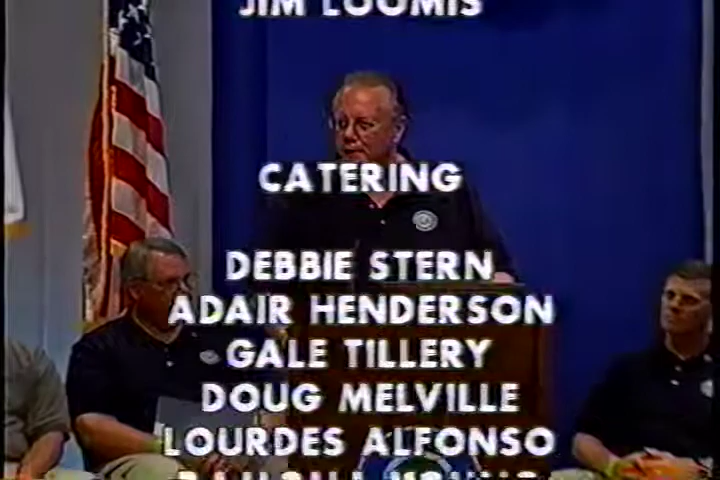 JIM LOOMIS
CATERING
DEBBIE STERN
ADAIR HENDERSON
GALE TILLERY
DOUG MELVILLE
LOURDES ALFONSO